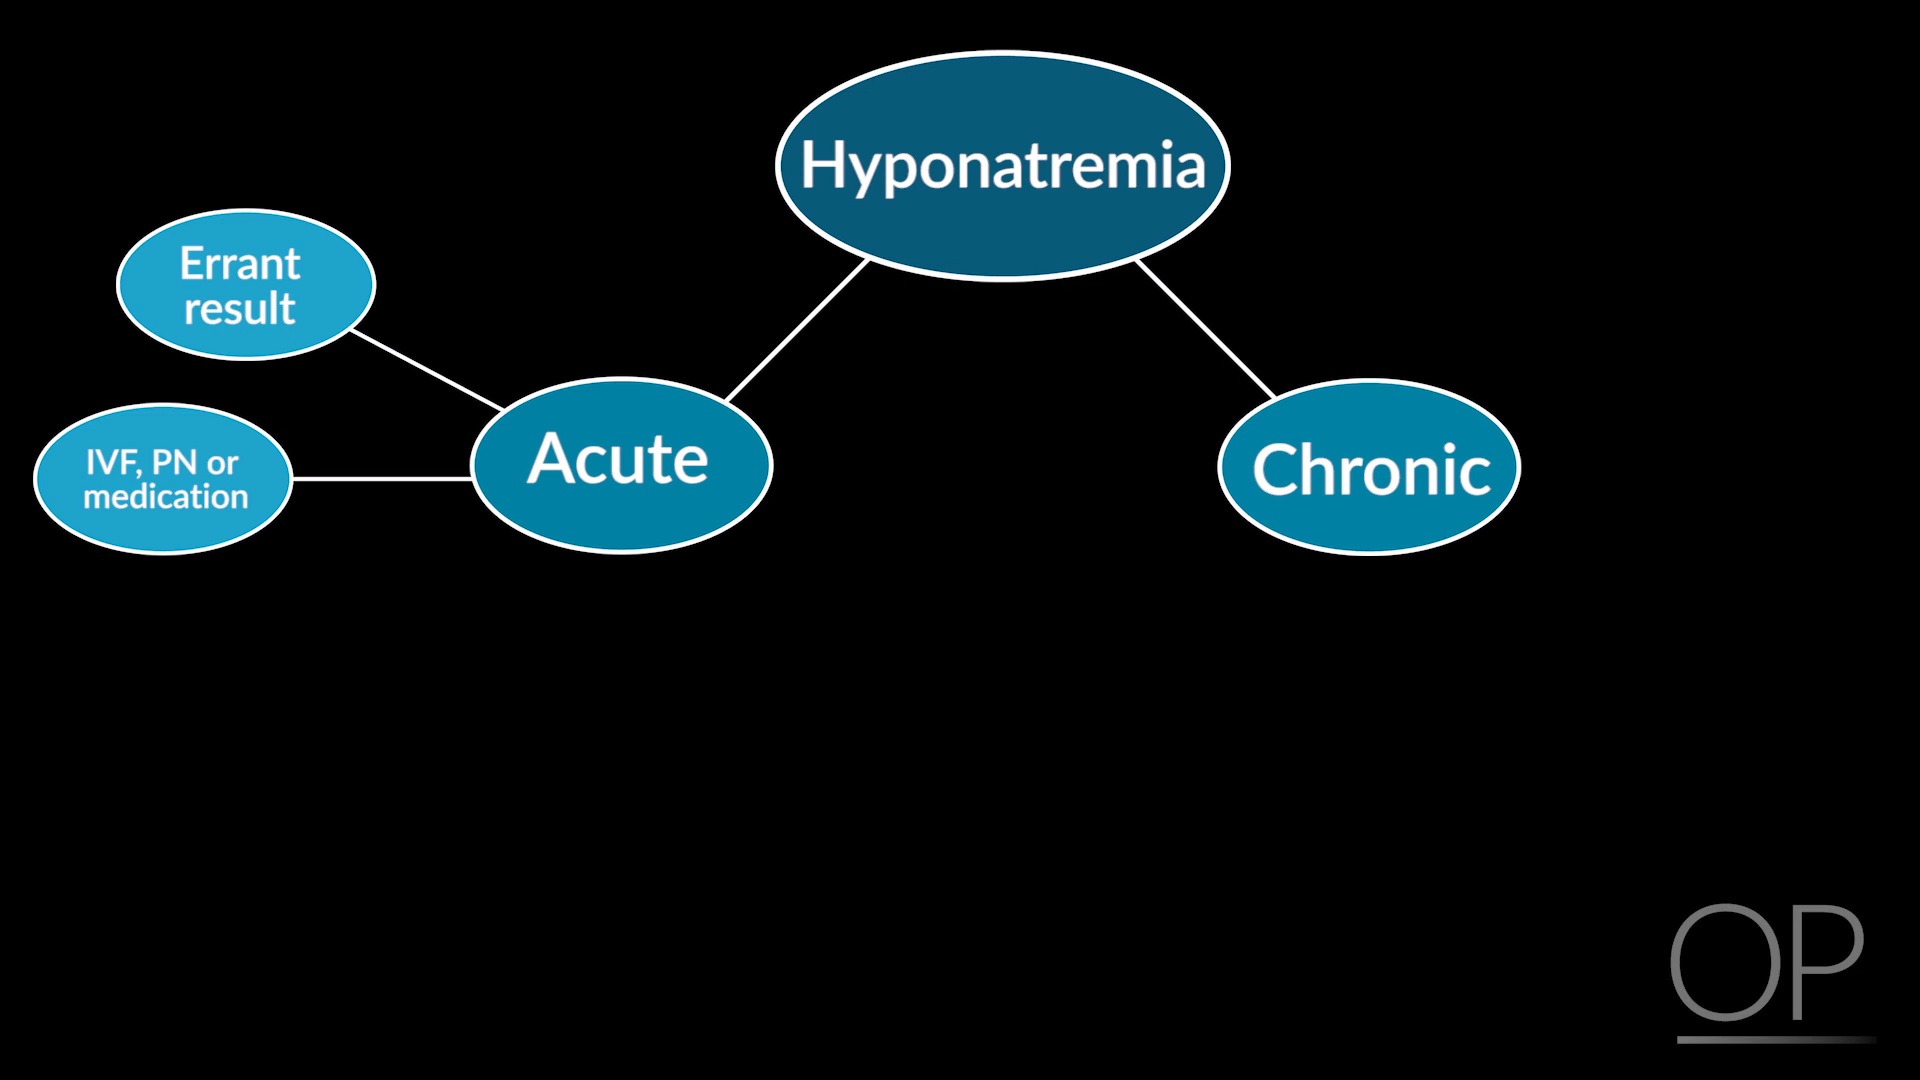 Hyponatremia
Errant
result
IVF, PN or
medication
Acute
Chronic
OP